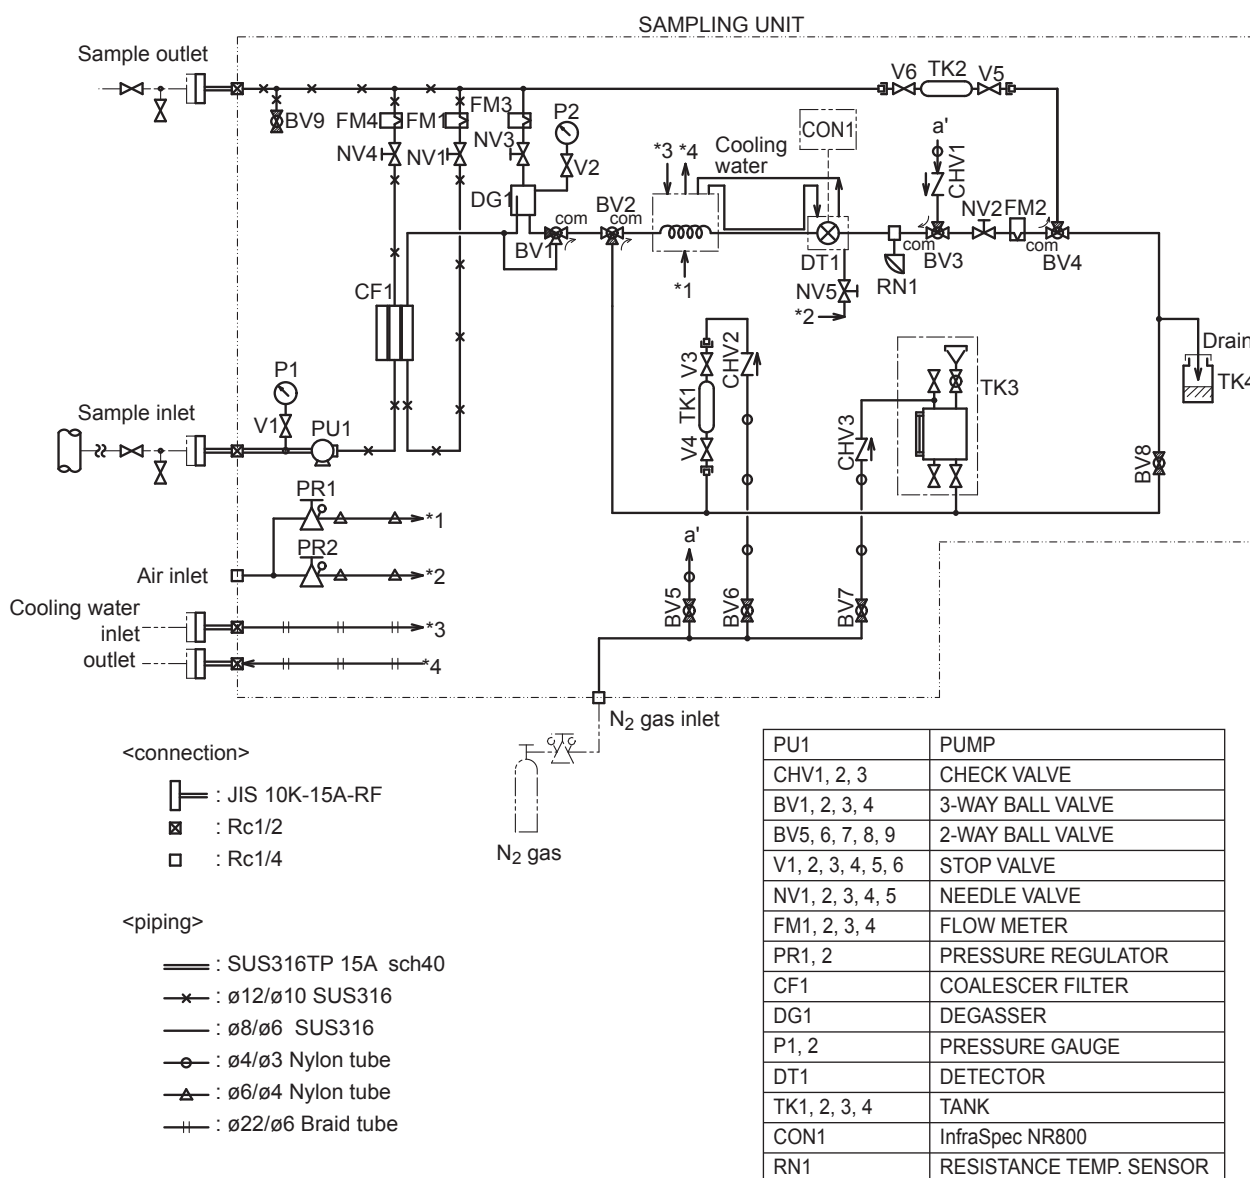 SAMPLING UNIT
Sample outlet
V6 TK2 V5
BV9
FM4
FM1
FM3
P2
CON1
a'
NV4
NV1
NV3
V2
*3 *4
Cooling
water
CHV1
DG1
com
BV2
com
NV2 FM2
BV1
*1
DT1
com
BV3
com
BV4
RN1
NV5
*2
CF1
P1
V3
CHV2
TK1
V4
CHV3
TK3
Drain
TK4
Sample inlet
V1
PU1
BV8
PR1
*1
PR2
a'
Air inlet
*2
BV5
BV6
BV7
Cooling water
inlet
*3
outlet
*4
N2 gas inlet
N2 gas
<connection>
: JIS 10K-15A-RF
: Rc1/2
: Rc1/4
<piping>
: SUS316TP 15A sch40
: ø12/ø10 SUS316
: ø8/ø6 SUS316
: ø4/ø3 Nylon tube
: ø6/ø4 Nylon tube
: ø22/ø6 Braid tube
PU1 PUMP
CHV1, 2, 3 CHECK VALVE
BV1, 2, 3, 4 3-WAY BALL VALVE
BV5, 6, 7, 8, 9 2-WAY BALL VALVE
V1, 2, 3, 4, 5, 6 STOP VALVE
NV1, 2, 3, 4, 5 NEEDLE VALVE
FM1, 2, 3, 4 FLOW METER
PR1, 2 PRESSURE REGULATOR
CF1 COALESCER FILTER
DG1 DEGASSER
P1, 2 PRESSURE GAUGE
DT1 DETECTOR
TK1, 2, 3, 4 TANK
CON1 InfraSpec NR800
RN1 RESISTANCE TEMP. SENSOR